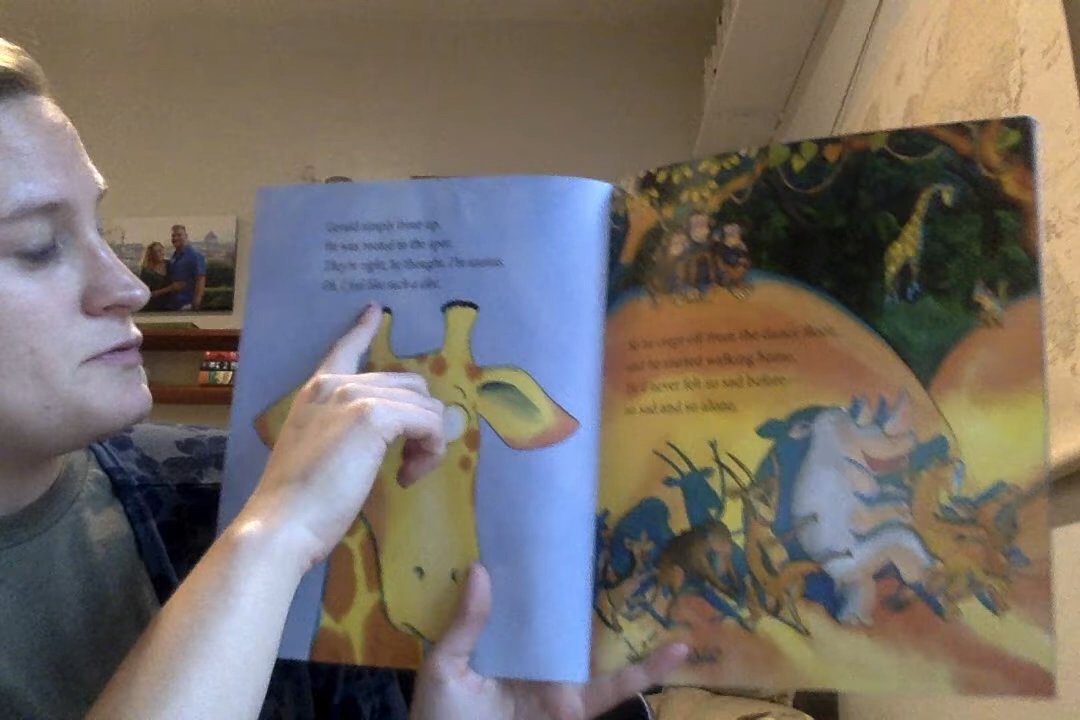 Gerald simply froze up.
He was rooted to the spot.
They're right, he thought. I'm useless.
Oh, I feel like such a clot.
So he crept off from the dance floor,
and he started walking home.
He'd never felt so sad before—
so sad and so alone.